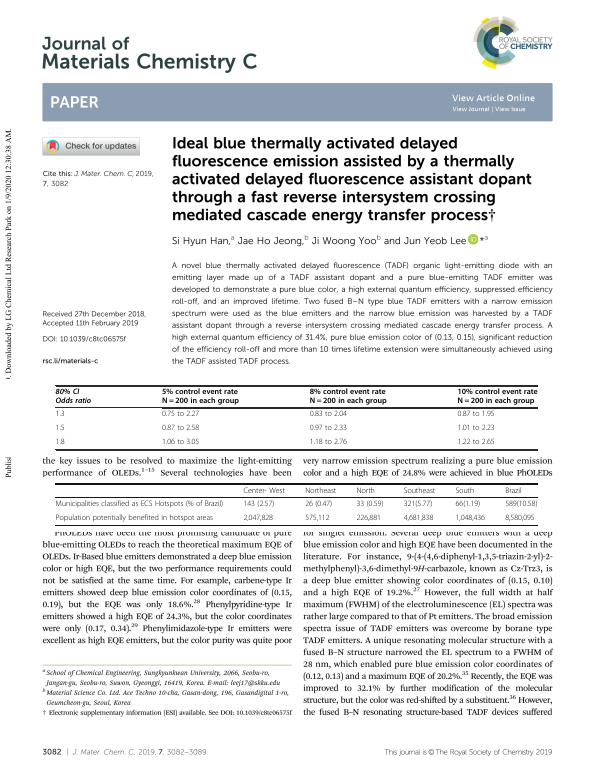 Journal of
Materials Chemistry C
ROYAL SOCIETY
OF CHEMISTRY
PAPER
View Article Online
View Journal | View Issue
Check for updates
Cite this: J. Mater. Chem. C, 2019,
7, 3082
Received 27th December 2018,
Accepted 11th February 2019
DOI: 10.1039/c8tc06575f
rsc.li/materials-c
Downloaded by LG Chemical Ltd Research Park on 1/9/2020 12:30:38 AM.
Publisl
Ideal blue thermally activated delayed
fluorescence emission assisted by a thermally
activated delayed fluorescence assistant dopant
through a fast reverse intersystem crossing
mediated cascade energy transfer process†
Si Hyun Han,a Jae Ho Jeong,b Ji Woong Yoob and Jun Yeob Lee iD *a
A novel blue thermally activated delayed fluorescence (TADF) organic light-emitting diode with an
emitting layer made up of a TADF assistant dopant and a pure blue-emitting TADF emitter was
developed to demonstrate a pure blue color, a high external quantum efficiency, suppressed efficiency
roll-off, and an improved lifetime. Two fused B–N type blue TADF emitters with a narrow emission
spectrum were used as the blue emitters and the narrow blue emission was harvested by a TADF
assistant dopant through a reverse intersystem crossing mediated cascade energy transfer process. A
high external quantum efficiency of 31.4%, pure blue emission color of (0.13, 0.15), significant reduction
of the efficiency roll-off and more than 10 times lifetime extension were simultaneously achieved using
the TADF assisted TADF process.
80% CI 5% control event rate 8% control event rate 10% control event rate
Odds ratio N = 200 in each group N = 200 in each group N = 200 in each group
1.3 0.75 to 2.27 0.83 to 2.04 0.87 to 1.95
1.5 0.87 to 2.58 0.97 to 2.33 1.01 to 2.23
1.8 1.06 to 3.05 1.18 to 2.76 1.22 to 2.65
the key issues to be resolved to maximize the light-emitting
performance of OLEDs.1–15 Several technologies have been
very narrow emission spectrum realizing a pure blue emission
color and a high EQE of 24.8% were achieved in blue PhOLEDs
Center- West Northeast North Southeast South Brazil
Municipalities classified as ECS Hotspots (% of Brazil) 143 (2.57) 26 (0.47) 33 (0.59) 321(5.77) 66(1.19) 589(10.58)
Population potentially benefited in hotspot areas 2,047,828 575,112 226,881 4,681,838 1,048,436 8,580,095
PhOLEDs have been the most promising candidate of pure
blue-emitting OLEDs to reach the theoretical maximum EQE of
OLEDs. Ir-Based blue emitters demonstrated a deep blue emission
color or high EQE, but the two performance requirements could
not be satisfied at the same time. For example, carbene-type Ir
emitters showed deep blue emission color coordinates of (0.15,
0.19), but the EQE was only 18.6%.28 Phenylpyridine-type Ir
emitters showed a high EQE of 24.3%, but the color coordinates
were only (0.17, 0.34).29 Phenylimidazole-type Ir emitters were
excellent as high EQE emitters, but the color purity was quite poor
for singlet emission. Several deep blue emitters with a deep
blue emission color and high EQE have been documented in the
literature. For instance, 9-(4-(4,6-diphenyl-1,3,5-triazin-2-yl)-2-
methylphenyl)-3,6-dimethyl-9H-carbazole, known as Cz-Trz3, is
a deep blue emitter showing color coordinates of (0.15, 0.10)
and a high EQE of 19.2%.27 However, the full width at half
maximum (FWHM) of the electroluminescence (EL) spectra was
rather large compared to that of Pt emitters. The broad emission
spectra issue of TADF emitters was overcome by borane type
TADF emitters. A unique resonating molecular structure with a
fused B–N structure narrowed the EL spectrum to a FWHM of
28 nm, which enabled pure blue emission color coordinates of
(0.12, 0.13) and a maximum EQE of 20.2%.35 Recently, the EQE was
improved to 32.1% by further modification of the molecular
structure, but the color was red-shifted by a substituent.36 However,
the fused B–N resonating structure-based TADF devices suffered
a School of Chemical Engineering, Sungkyunkwan University, 2066, Seobu-ro,
Jangan-gu, Seobu-ro, Suwon, Gyeonggi, 16419, Korea. E-mail: leej17@skku.edu
b Material Science Co. Ltd. Ace Techno 10-cha, Gasan-dong, 196, Gasandigital 1-ro,
Geumcheon-gu, Seoul, Korea
† Electronic supplementary information (ESI) available. See DOI: 10.1039/c8tc06575f
3082 | J. Mater. Chem. C, 2019, 7, 3082–3089
This journal is © The Royal Society of Chemistry 2019